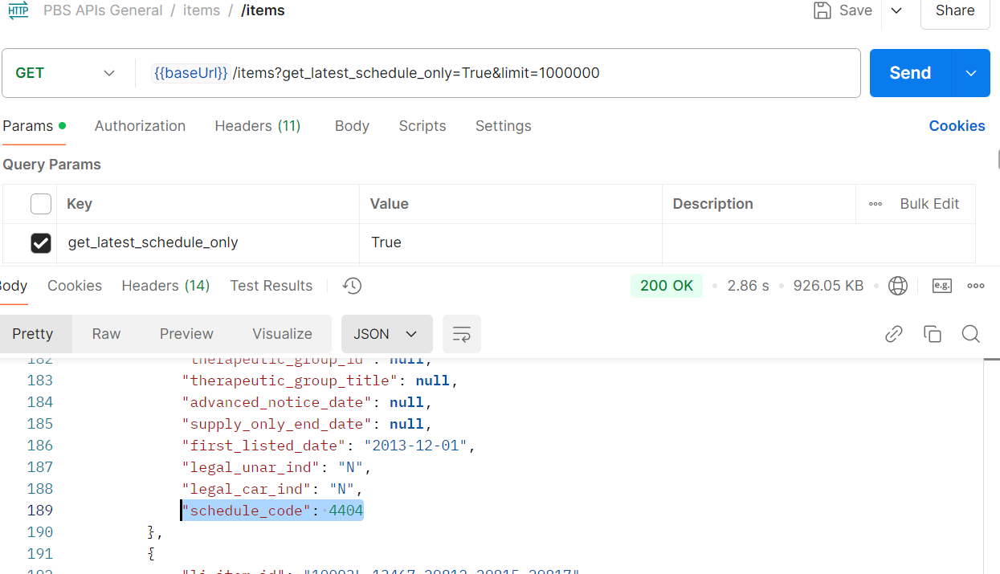 HTTP PBS APIs General / items / /items Save Share
GET {{baseUrl}} /items?get_latest_schedule_only=True&limit=1000000 Send
Params Authorization Headers (11) Body Scripts Settings Cookies
Query Params
Key Value Description Bulk Edit
get_latest_schedule_only True
Body Cookies Headers (14) Test Results 200 OK 2.86 s 926.05 KB e.g.
Pretty Raw Preview Visualize JSON
182 "therapeutic_group_id": null,
183 "therapeutic_group_title": null,
184 "advanced_notice_date": null,
185 "supply_only_end_date": null,
186 "first_listed_date": "2013-12-01",
187 "legal_unar_ind": "N",
188 "legal_car_ind": "N",
189 "schedule_code": 4404
190 },
191 {
192